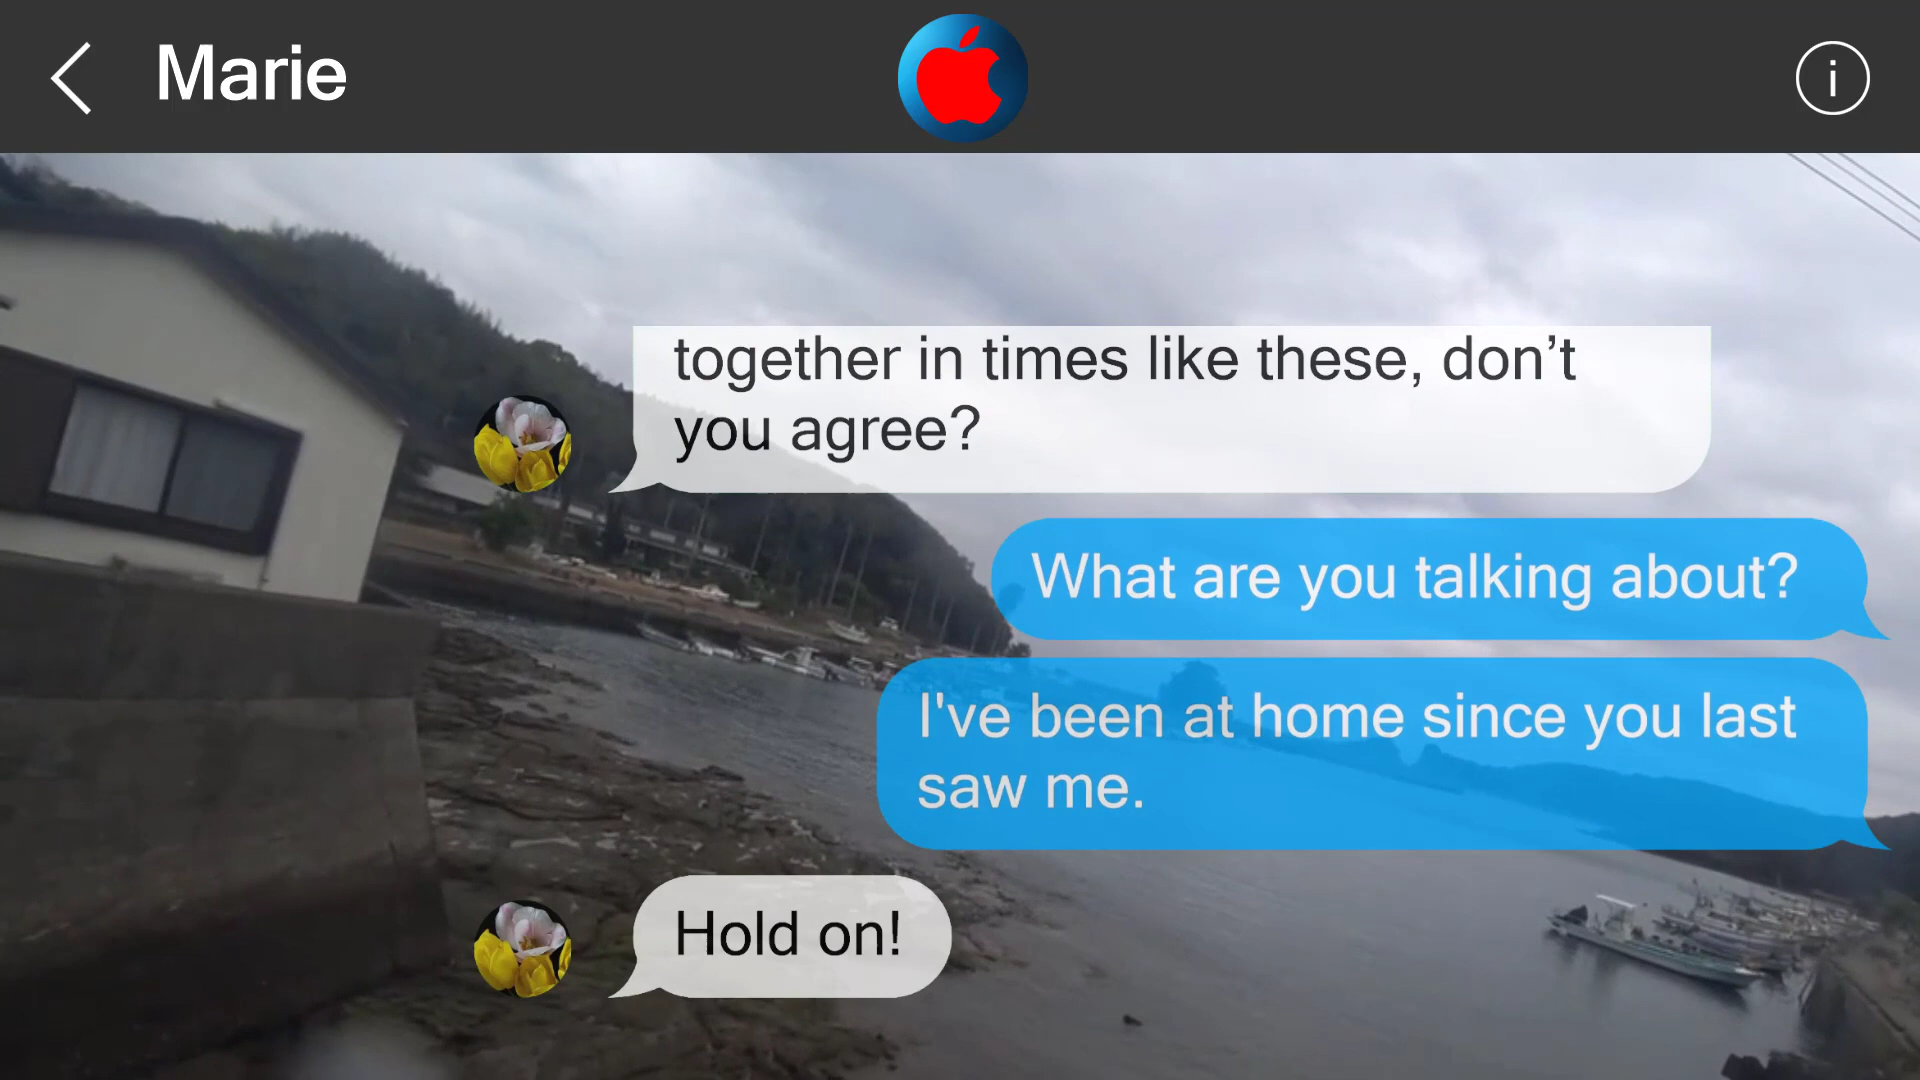 Marie
i
together in times like these, don’t
you agree?
What are you talking about?
I've been at home since you last
saw me.
Hold on!